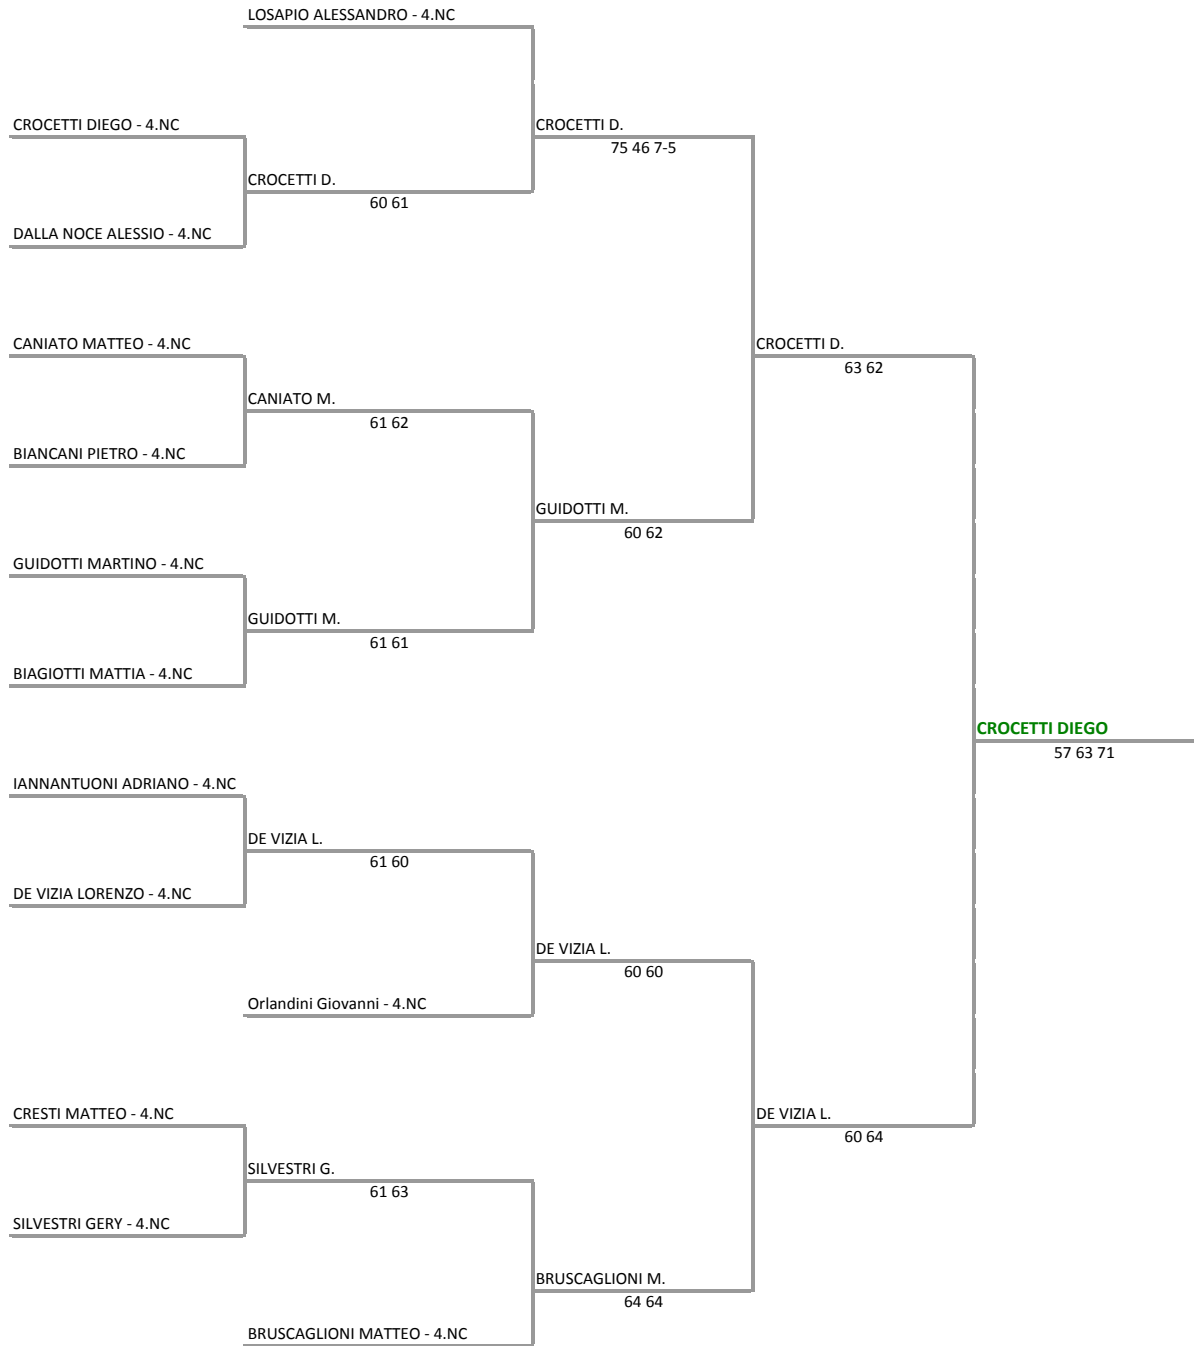 LOSAPIO ALESSANDRO - 4.NC
CROCETTI DIEGO - 4.NC
CROCETTI D.
75 46 7-5
CROCETTI D.
60 61
DALLA NOCE ALESSIO - 4.NC
CANIATO MATTEO - 4.NC
CROCETTI D.
63 62
CANIATO M.
61 62
BIANCANI PIETRO - 4.NC
GUIDOTTI M.
60 62
GUIDOTTI MARTINO - 4.NC
GUIDOTTI M.
61 61
BIAGIOTTI MATTIA - 4.NC
CROCETTI DIEGO
57 63 71
IANNANTUONI ADRIANO - 4.NC
DE VIZIA L.
61 60
DE VIZIA LORENZO - 4.NC
DE VIZIA L.
60 60
Orlandini Giovanni - 4.NC
CRESTI MATTEO - 4.NC
DE VIZIA L.
60 64
SILVESTRI G.
61 63
SILVESTRI GERY - 4.NC
BRUSCAGLIONI M.
64 64
BRUSCAGLIONI MATTEO - 4.NC